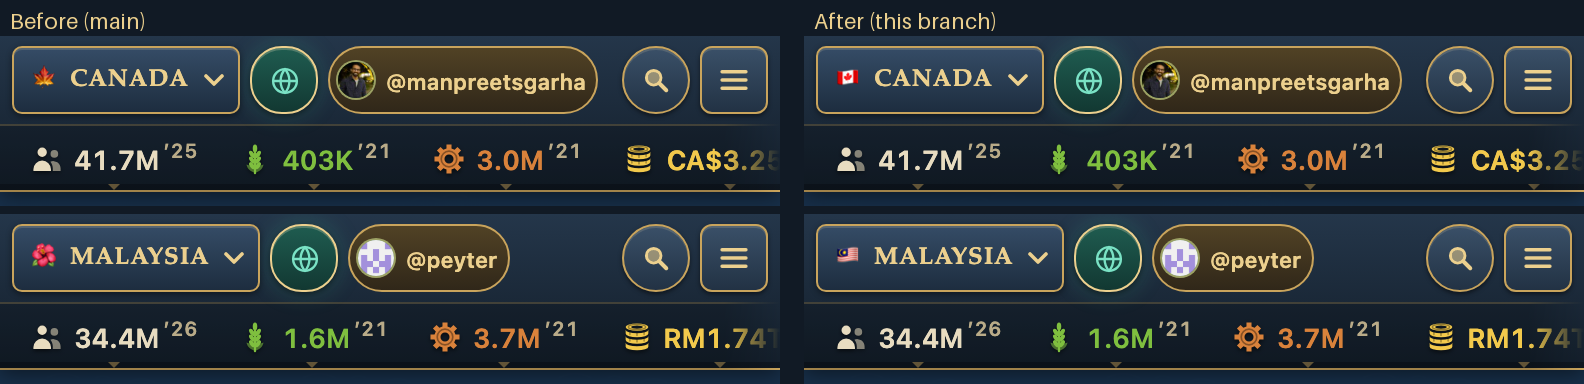 Before (main)
After (this branch)
CANADA
@manpreetsgarha
CANADA
@manpreetsgarha
41.7M '25
403K '21
3.0M '21
CA$3.25
41.7M '25
403K '21
3.0M '21
CA$3.25
MALAYSIA
@peyter
MALAYSIA
@peyter
34.4M '26
1.6M '21
3.7M '21
RM1.74T
34.4M '26
1.6M '21
3.7M '21
RM1.74T